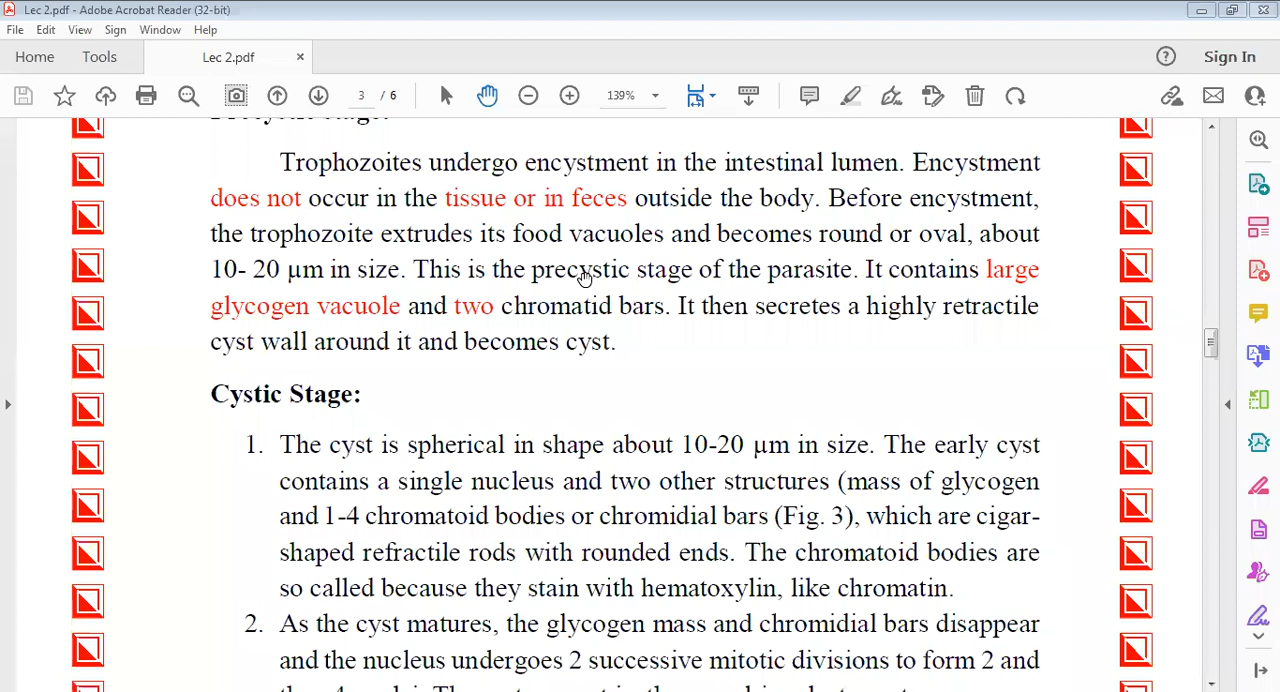 Lec 2.pdf - Adobe Acrobat Reader (32-bit)
File Edit View Sign Window Help
Home Tools Lec 2.pdf × Sign In
3 / 6 139%
Trophozoites undergo encystment in the intestinal lumen. Encystment
does not occur in the tissue or in feces outside the body. Before encystment,
the trophozoite extrudes its food vacuoles and becomes round or oval, about
10- 20 µm in size. This is the precystic stage of the parasite. It contains large
glycogen vacuole and two chromatid bars. It then secretes a highly retractile
cyst wall around it and becomes cyst.
Cystic Stage:
1. The cyst is spherical in shape about 10-20 µm in size. The early cyst
contains a single nucleus and two other structures (mass of glycogen
and 1-4 chromatoid bodies or chromidial bars (Fig. 3), which are cigar-
shaped refractile rods with rounded ends. The chromatoid bodies are
so called because they stain with hematoxylin, like chromatin.
2. As the cyst matures, the glycogen mass and chromidial bars disappear
and the nucleus undergoes 2 successive mitotic divisions to form 2 and